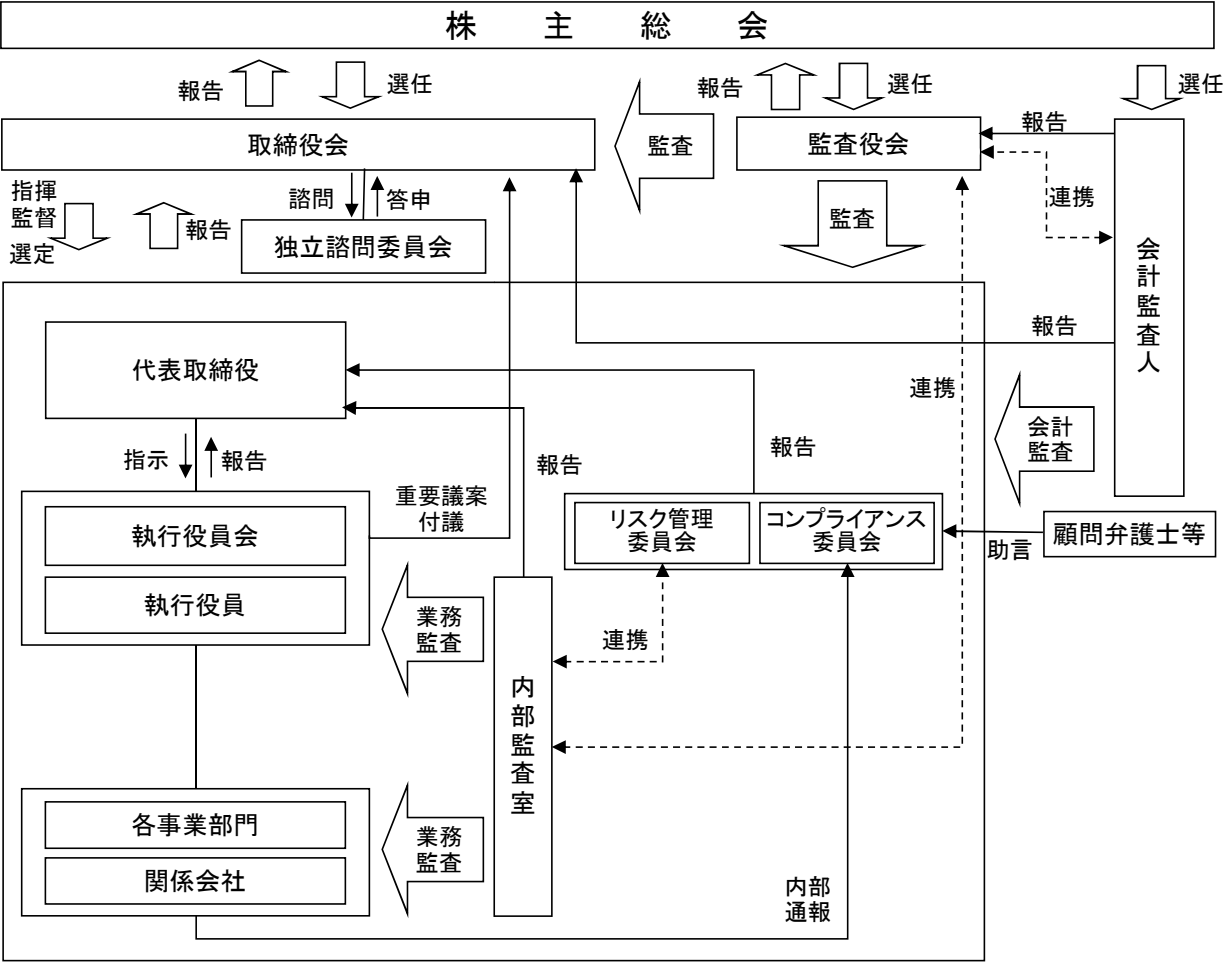 株主総会
報告
選任
報告
選任
選任
取締役会
監査
監査役会
報告
連携
会計監査人
指揮
監督
選定
報告
諮問
答申
独立諮問委員会
監査
報告
代表取締役
連携
会計
監査
指示
報告
報告
報告
重要議案
付議
執行役員会
執行役員
リスク管理
委員会
コンプライアンス
委員会
助言
顧問弁護士等
業務
監査
連携
内部監査室
各事業部門
関係会社
業務
監査
内部
通報